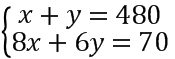 x + y = 480
8x + 6y = 70